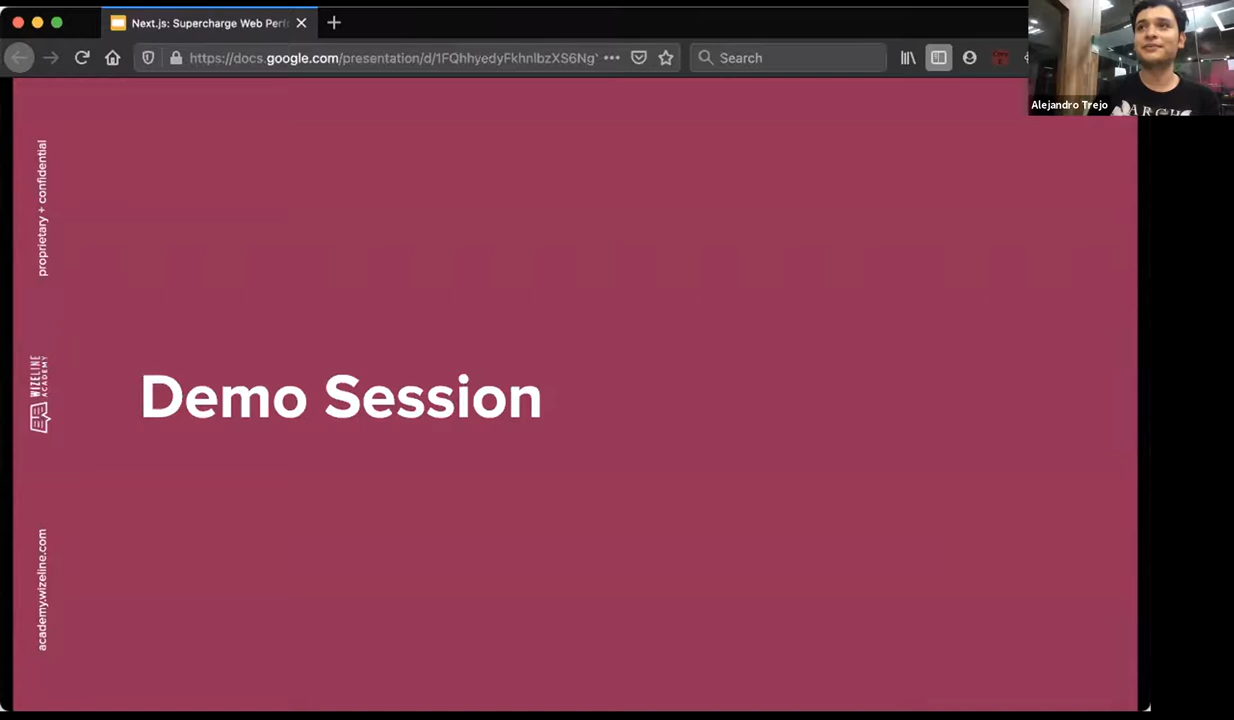 Next.js: Supercharge Web Perf
https://docs.google.com/presentation/d/1FQhhyedyFkhnlbzXS6Ng
Search
Alejandro Trejo
ARCH
proprietary + confidential
WIZELINE
ACADEMY
academy.wizeline.com
Demo Session